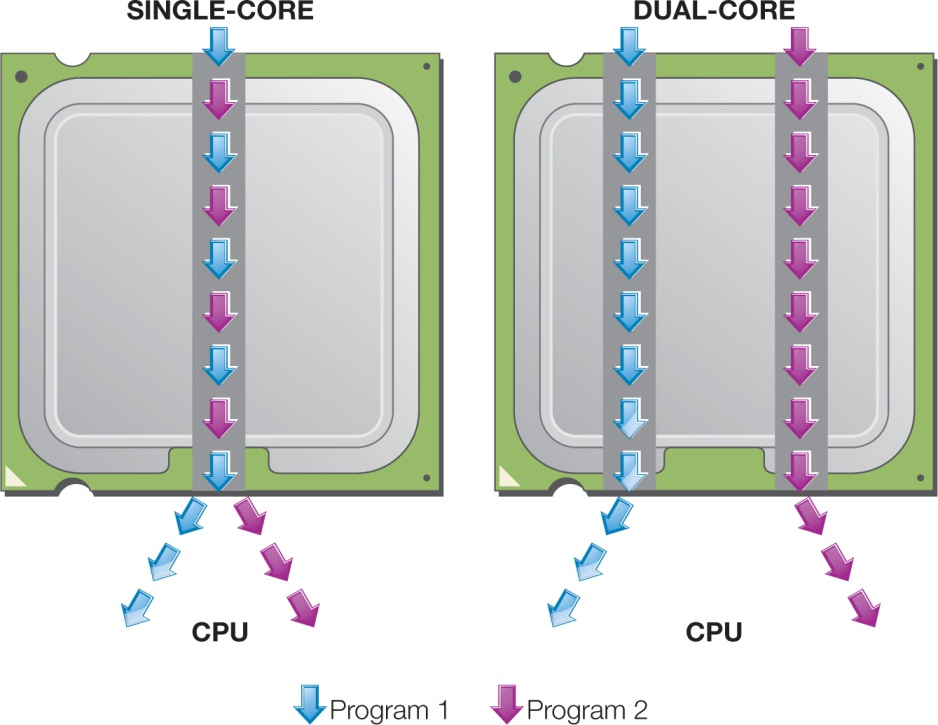 SINGLE-CORE
DUAL-CORE
CPU
CPU
Program 1
Program 2